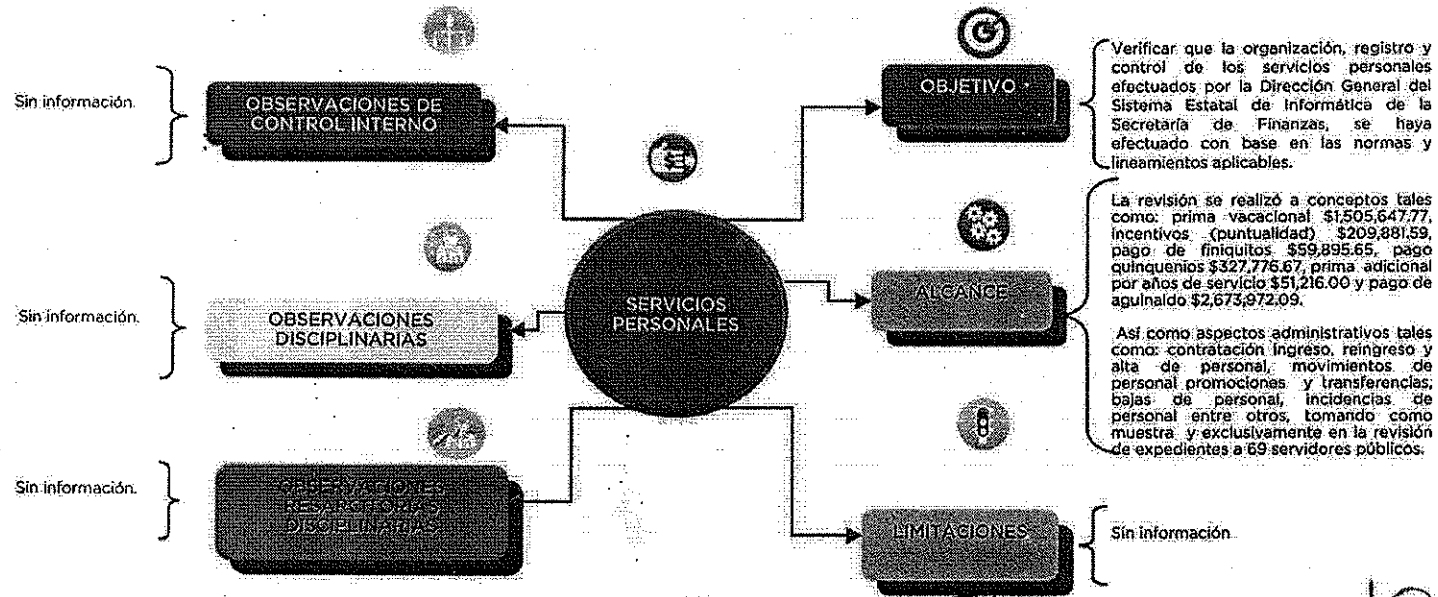 Sin información.
OBSERVACIONES DE
CONTROL INTERNO
Sin información.
OBSERVACIONES
DISCIPLINARIAS
Sin información.
OBSERVACIONES
RESARCITORIAS
DISCIPLINARIAS
SERVICIOS
PERSONALES
OBJETIVO
Verificar que la organización, registro y
control de los servicios personales
efectuados por la Dirección General del
Sistema Estatal de Informática de la
Secretaría de Finanzas, se haya
efectuado con base en las normas y
lineamientos aplicables.
ALCANCE
La revisión se realizó a conceptos tales
como: prima vacacional $1,505,647.77,
incentivos (puntualidad) $209,881.59,
pago de finiquitos $59,895.65, pago
quinquenios $327,776.67, prima adicional
por años de servicio $51,216.00 y pago de
aguinaldo $2,673,972.09.
Así como aspectos administrativos tales
como: contratación ingreso, reingreso y
alta de personal, movimientos de
personal promociones y transferencias,
bajas de personal, incidencias de
personal entre otros, tomando como
muestra y exclusivamente en la revisión
de expedientes a 69 servidores públicos.
LIMITACIONES
Sin información